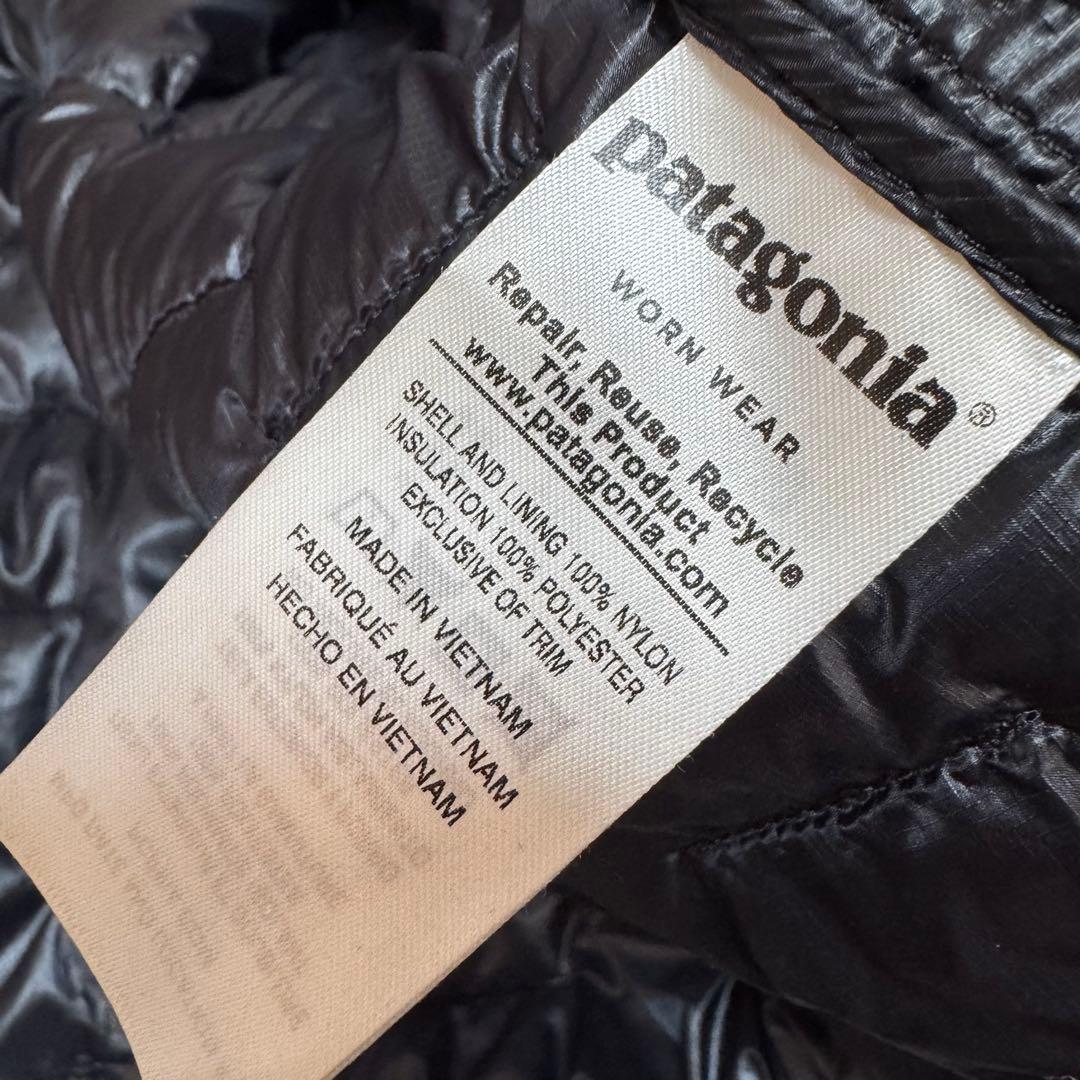 patagonia®
WORN WEAR
Repair, Reuse, Recycle
This Product
www.patagonia.com
SHELL AND LINING 100% NYLON
INSULATION 100% POLYESTER
EXCLUSIVE OF TRIM
MADE IN VIETNAM
FABRIQUÉ AU VIETNAM
HECHO EN VIETNAM